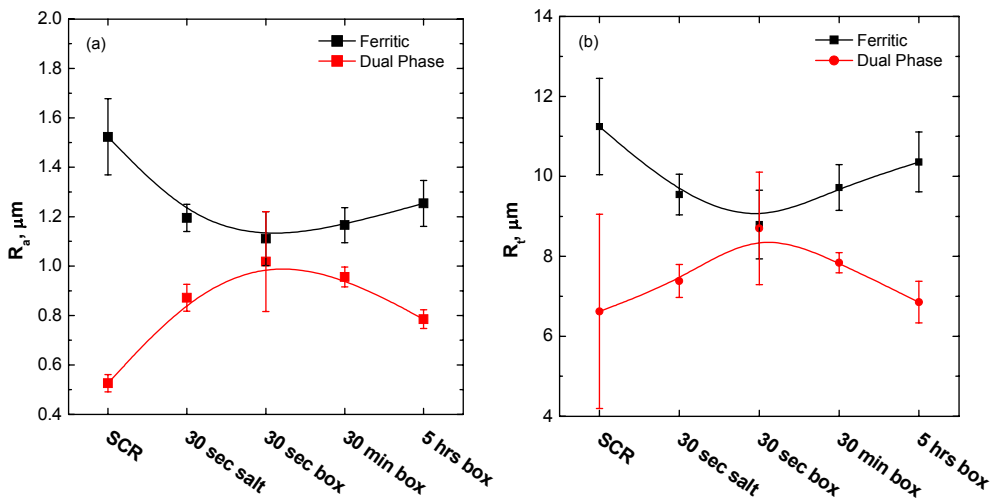 (a)
Ferritic
Dual Phase
2.0
1.8
1.6
1.4
1.2
1.0
0.8
0.6
0.4
Ra, μm
SCR
30 sec salt
30 sec box
30 min box
5 hrs box
(b)
Ferritic
Dual Phase
14
12
10
8
6
4
Rt, μm
SCR
30 sec salt
30 sec box
30 min box
5 hrs box